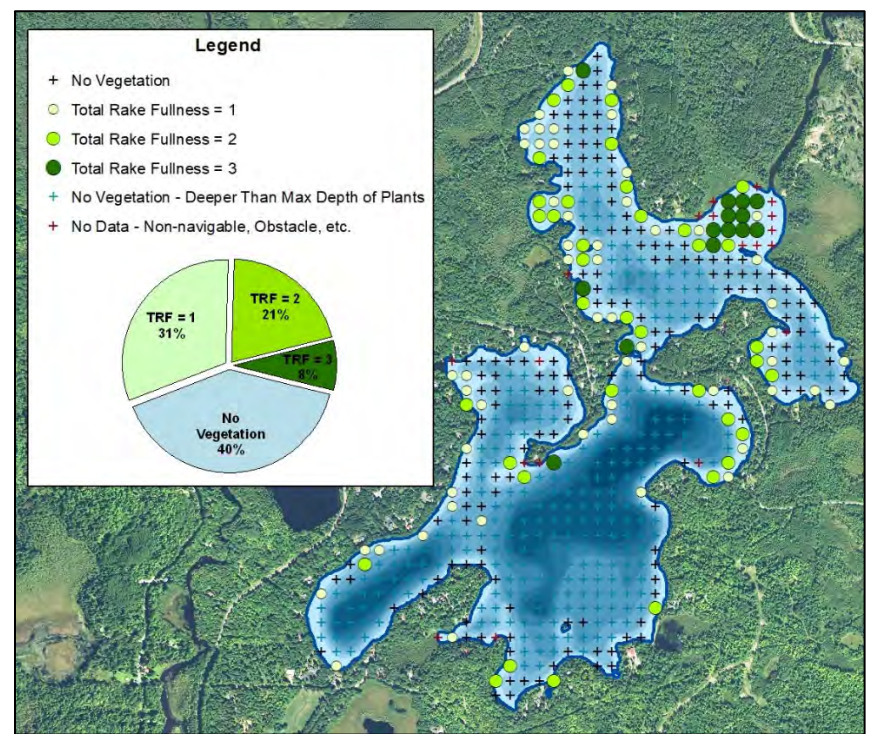 Legend
No Vegetation
Total Rake Fullness = 1
Total Rake Fullness = 2
Total Rake Fullness = 3
No Vegetation - Deeper Than Max Depth of Plants
No Data - Non-navigable, Obstacle, etc.
TRF = 1
31%
TRF = 2
21%
TRF = 3
8%
No
Vegetation
40%